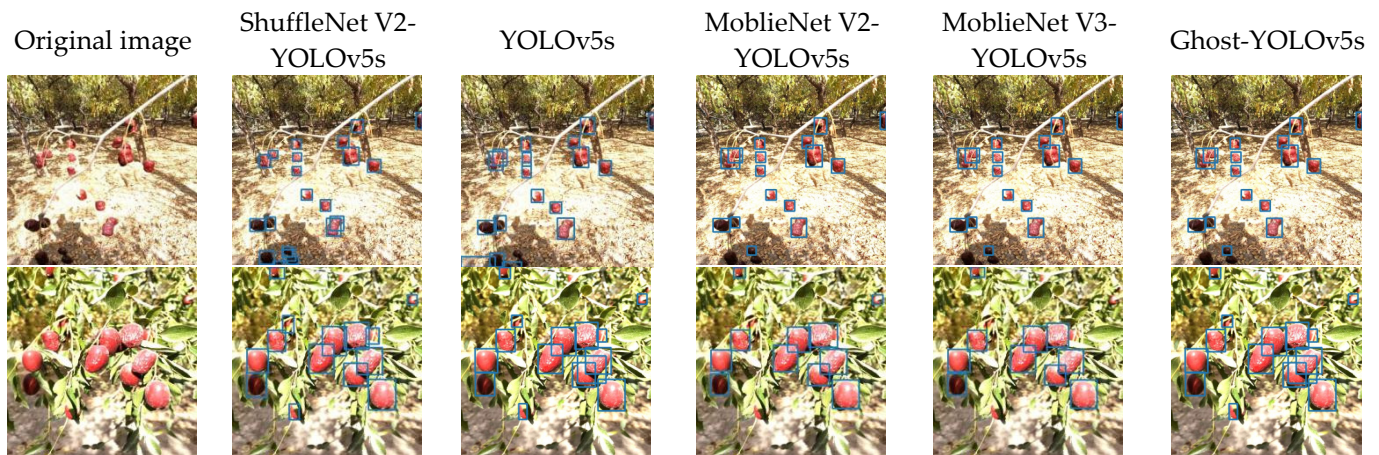 Original image
ShuffleNet V2-
YOLOv5s
YOLOv5s
MoblieNet V2-
YOLOv5s
MoblieNet V3-
YOLOv5s
Ghost-YOLOv5s